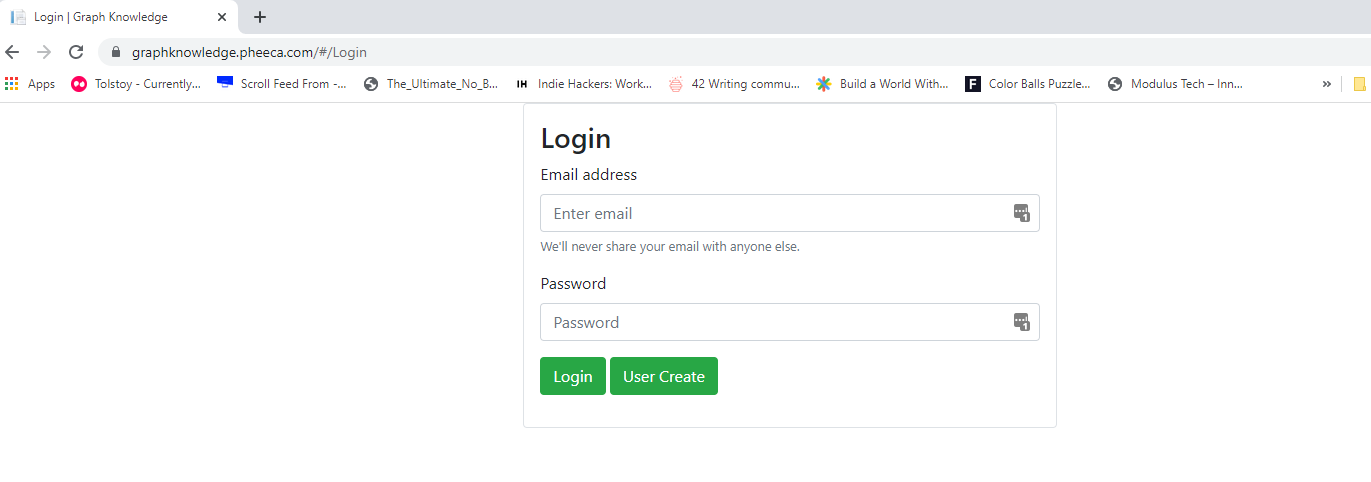 Login | Graph Knowledge
graphknowledge.pheeca.com/#/Login
Apps Tolstoy - Currently... Scroll Feed From -... The_Ultimate_No_B... IH Indie Hackers: Work... 42 Writing commu... Build a World With... F Color Balls Puzzle... Modulus Tech – Inn... »
Login
Email address
Enter email
1
We'll never share your email with anyone else.
Password
Password
1
Login User Create